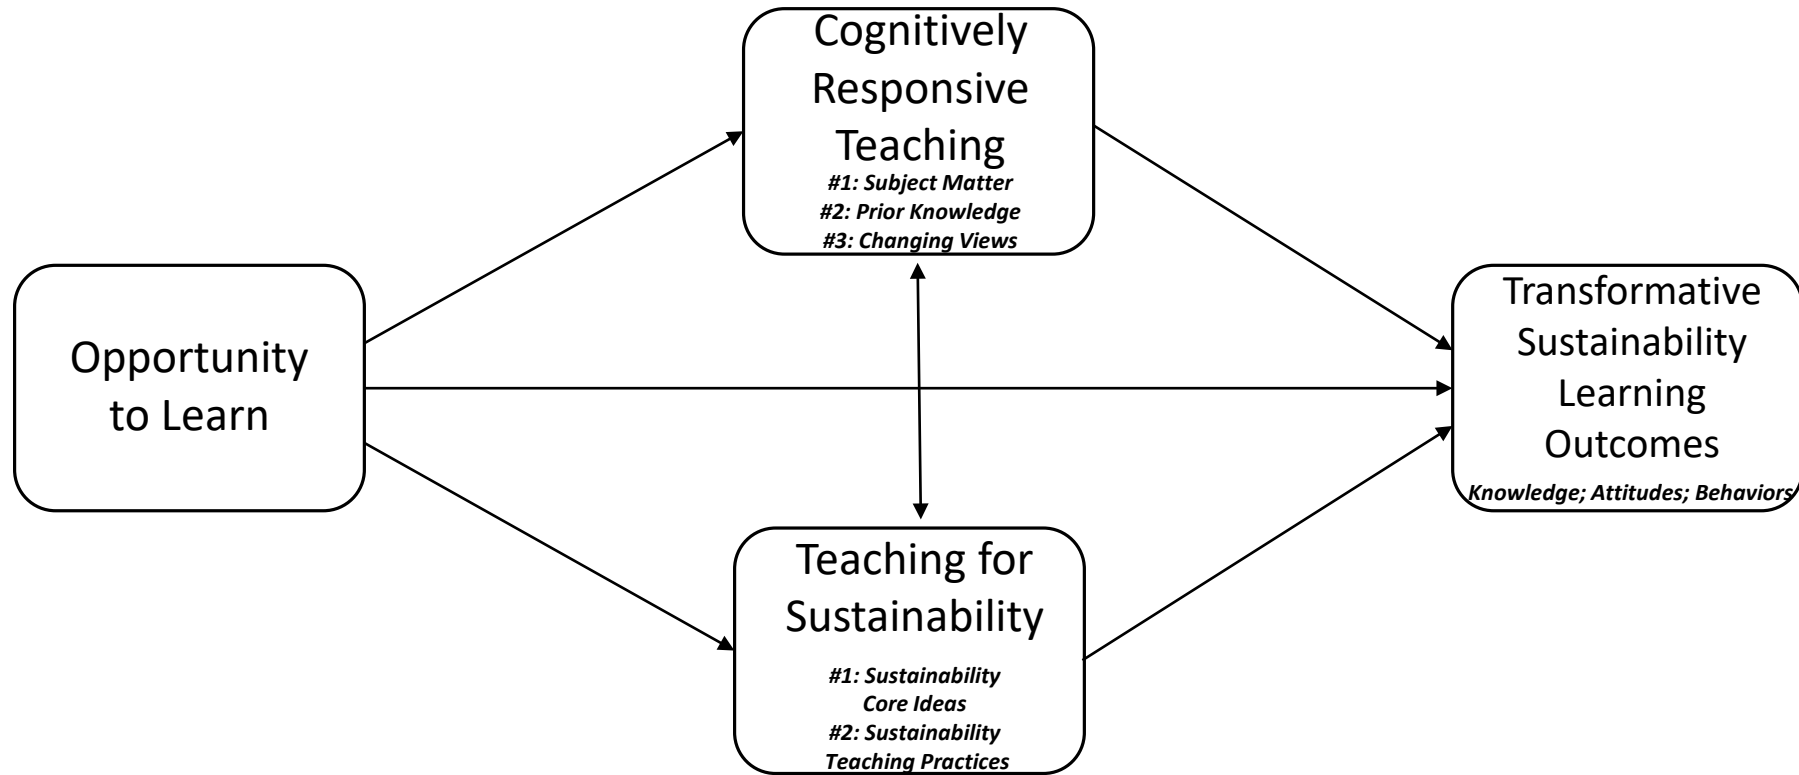 Cognitively
Responsive
Teaching
#1: Subject Matter
#2: Prior Knowledge
#3: Changing Views
Opportunity
to Learn
Transformative
Sustainability
Learning
Outcomes
Knowledge; Attitudes; Behaviors
Teaching for
Sustainability
#1: Sustainability
Core Ideas
#2: Sustainability
Teaching Practices